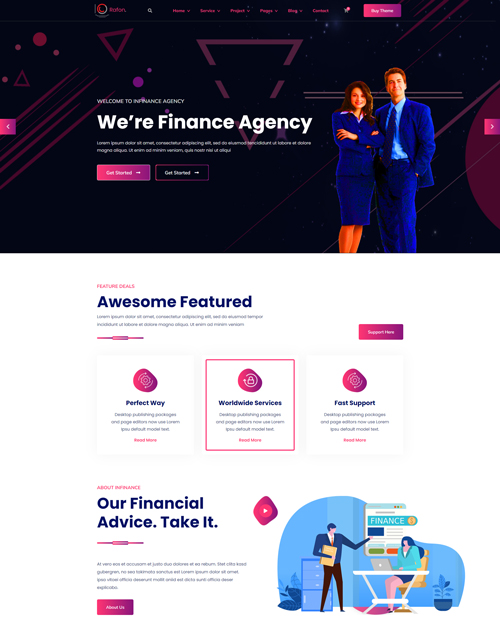 Rafon.
Home Service Project Pages Blog Contact
Buy Theme
WELCOME TO INFINANCE AGENCY
We're Finance Agency
Lorem ipsum dolor sit amet, consectetur adipiscing elit, sed do eiusmod tencididunt ut labore et dolore
magna aliqua. Ut enim ad minim veniam, quis nostr nisi ut aliqui
Get Started
Get Started
FEATURE DEALS
Awesome Featured
Lorem ipsum dolor sit amet, consectetur adipiscing elit, sed do eiusmod tempor
incididunt ut labore et dolore magna aliqua. Ut enim ad minim veniam
Support Here
Perfect Way
Desktop publishing packages
and page editors now use Lorem
Ipsu default model text.
Read More
Worldwide Services
Desktop publishing packages
and page editors now use Lorem
Ipsu default model text.
Read More
Fast Support
Desktop publishing packages
and page editors now use Lorem
Ipsu default model text.
Read More
ABOUT INFINANCE
Our Financial
Advice. Take It.
At vero eos et accusam et justo duo dolores et ea rebum. Stet clita kasd
gubergren, no sea takimata sanctus est Lorem ipsum dolor sit amet.
ipsa vitae officea deserunt mollit anid est dicta sunt officia deser
explicabo.
About Us
FINANCE